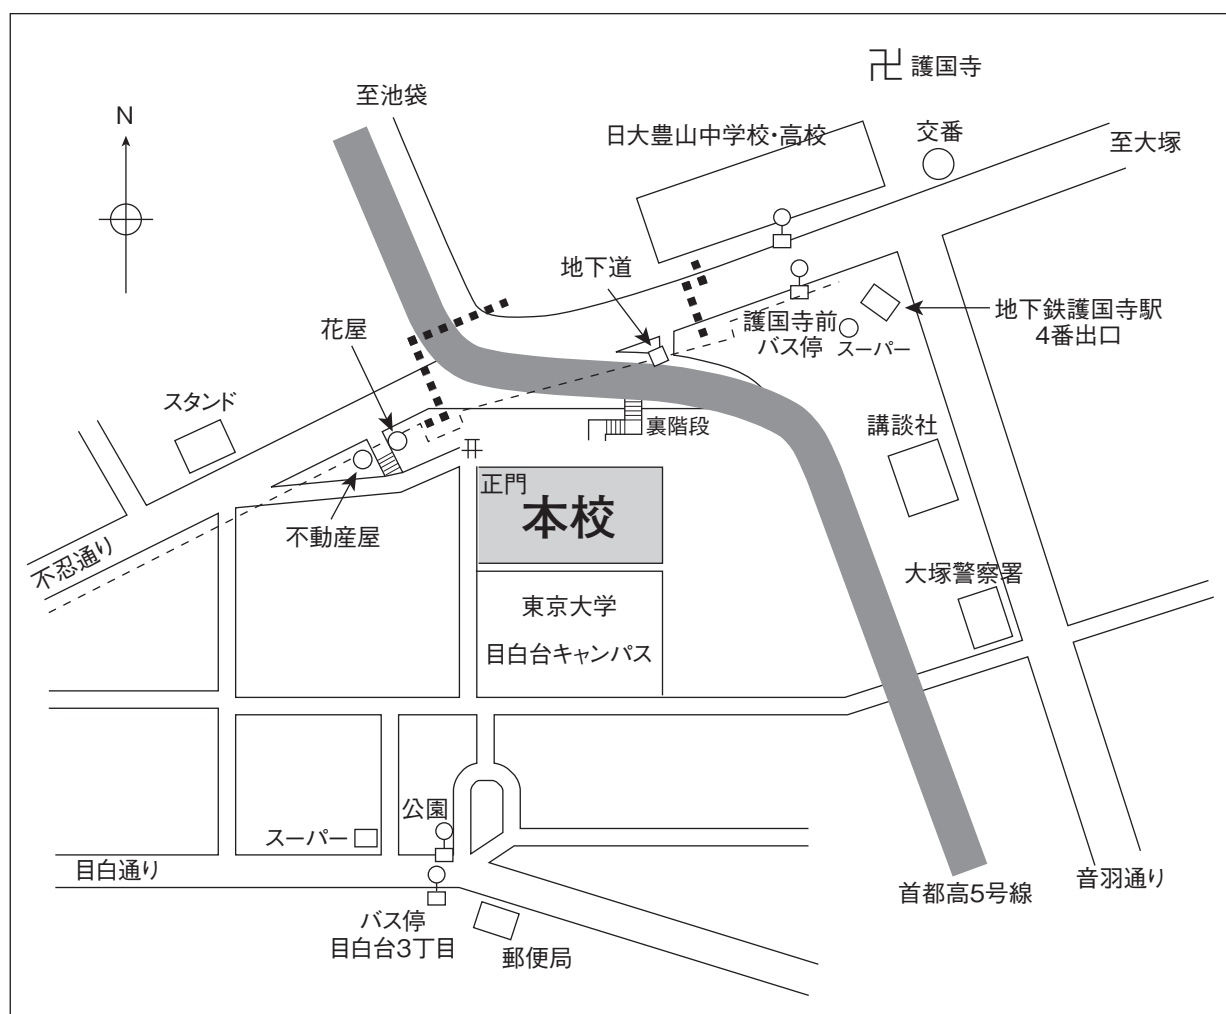 護国寺
至池袋
N
日大豊山中学校・高校
交番
至大塚
地下道
花屋
護国寺前
バス停
スーパー
地下鉄護国寺駅
4番出口
スタンド
裏階段
講談社
正門
本校
不動産屋
不忍通り
東京大学
目白台キャンパス
大塚警察署
公園
スーパー
目白通り
首都高5号線
音羽通り
バス停
目白台3丁目
郵便局